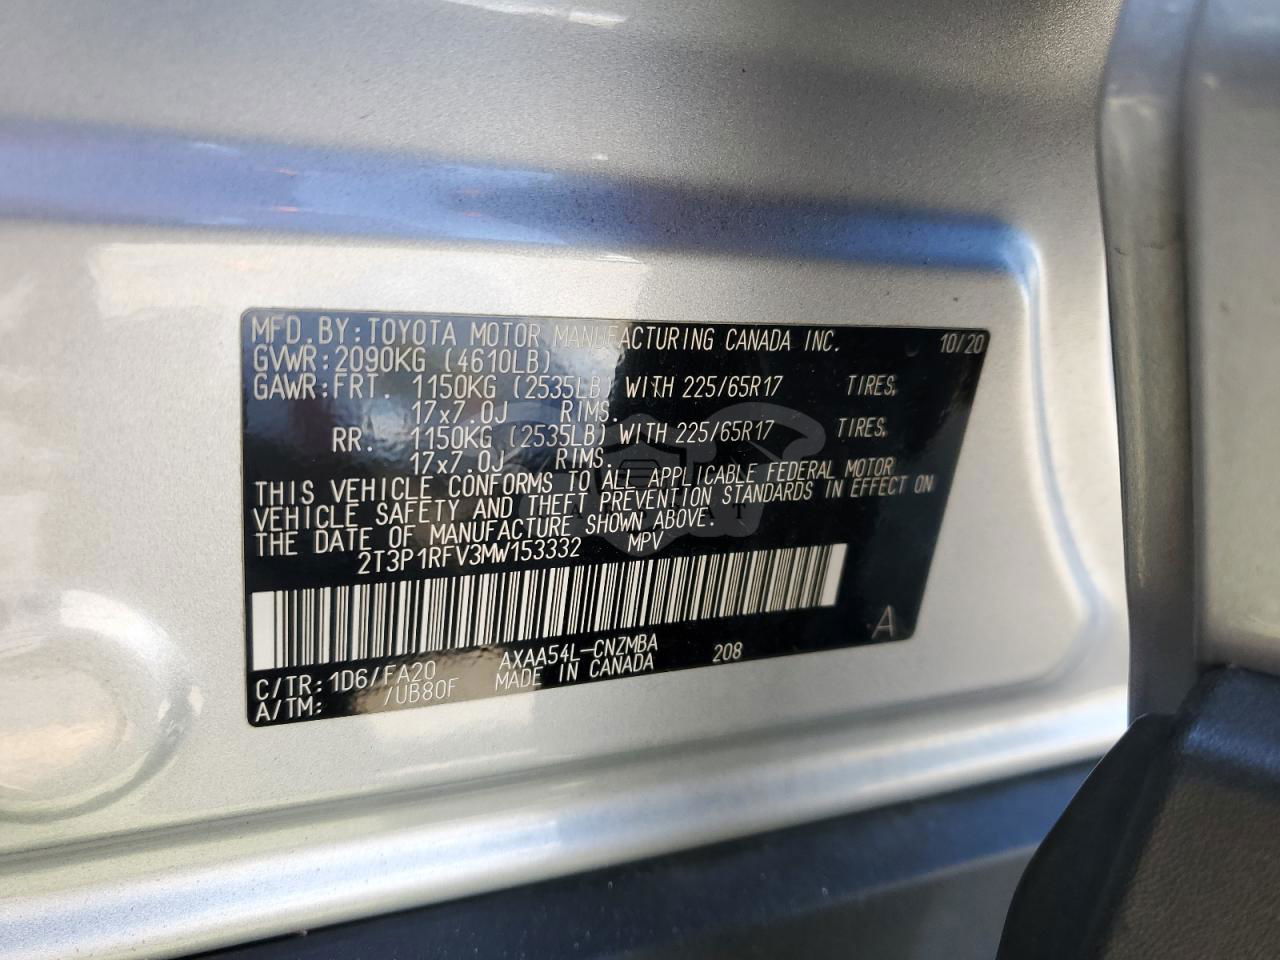 MFD.BY:TOYOTA MOTOR MANUFACTURING CANADA INC. 10/20
GVWR:2090KG (4610LB)
GAWR:FRT. 1150KG (2535LB) WITH 225/65R17 TIRES,
17x7.0J RIMS.
RR. 1150KG (2535LB) WITH 225/65R17 TIRES,
17x7.0J RIMS.
THIS VEHICLE CONFORMS TO ALL APPLICABLE FEDERAL MOTOR
VEHICLE SAFETY AND THEFT PREVENTION STANDARDS IN EFFECT ON
THE DATE OF MANUFACTURE SHOWN ABOVE.
2T3P1RFV3MW153332 MPV
A
C/TR:1D6/FA20 AXAA54L-CNZMBA 208
A/TM: /UB80F MADE IN CANADA